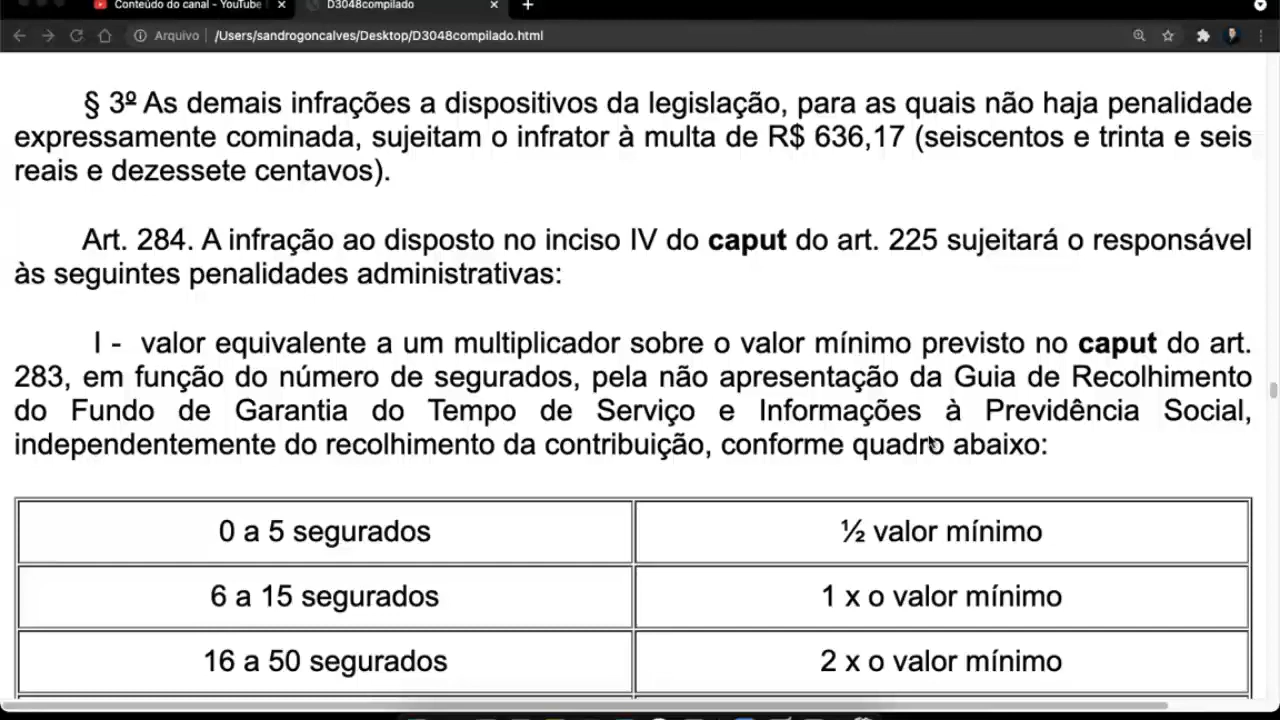 Conteúdo do canal - YouTube
D3048compilado
Arquivo /Users/sandrogoncalves/Desktop/D3048compilado.html
§ 3º As demais infrações a dispositivos da legislação, para as quais não haja penalidade
expressamente cominada, sujeitam o infrator à multa de R$ 636,17 (seiscentos e trinta e seis
reais e dezessete centavos).
Art. 284. A infração ao disposto no inciso IV do caput do art. 225 sujeitará o responsável
às seguintes penalidades administrativas:
I - valor equivalente a um multiplicador sobre o valor mínimo previsto no caput do art.
283, em função do número de segurados, pela não apresentação da Guia de Recolhimento
do Fundo de Garantia do Tempo de Serviço e Informações à Previdência Social,
independentemente do recolhimento da contribuição, conforme quadro abaixo:
0 a 5 segurados ½ valor mínimo
6 a 15 segurados 1 x o valor mínimo
16 a 50 segurados 2 x o valor mínimo